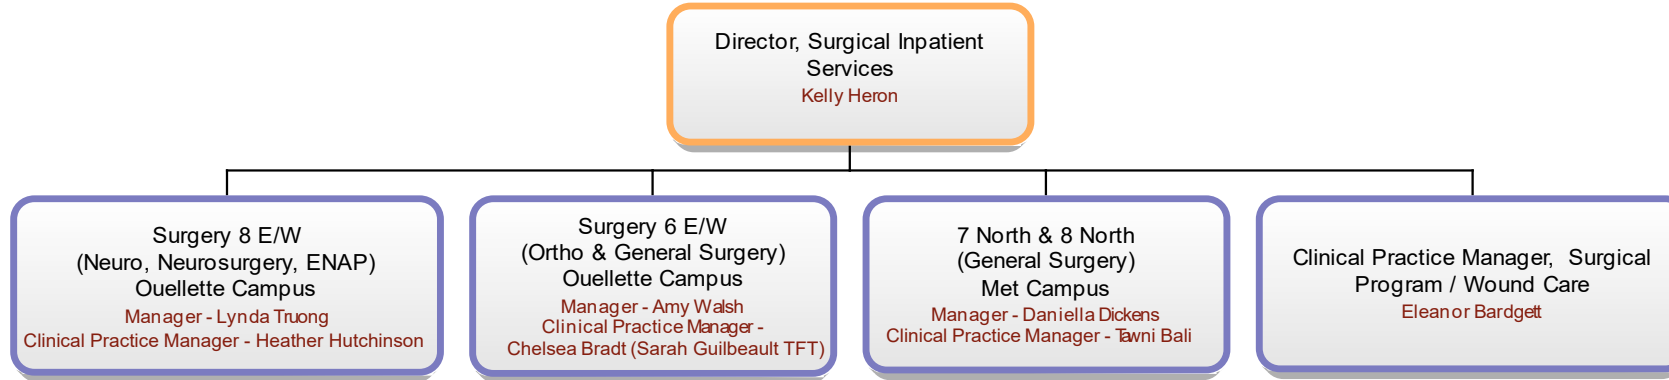 Director, Surgical Inpatient
Services
Kelly Heron
Surgery 8 E/W
(Neuro, Neurosurgery, ENAP)
Ouellette Campus
Manager - Lynda Truong
Clinical Practice Manager - Heather Hutchinson
Surgery 6 E/W
(Ortho & General Surgery)
Ouellette Campus
Manager - Amy Walsh
Clinical Practice Manager -
Chelsea Bradt (Sarah Guilbeault TFT)
7 North & 8 North
(General Surgery)
Met Campus
Manager - Daniella Dickens
Clinical Practice Manager - Tawni Bali
Clinical Practice Manager, Surgical
Program / Wound Care
Eleanor Bardgett